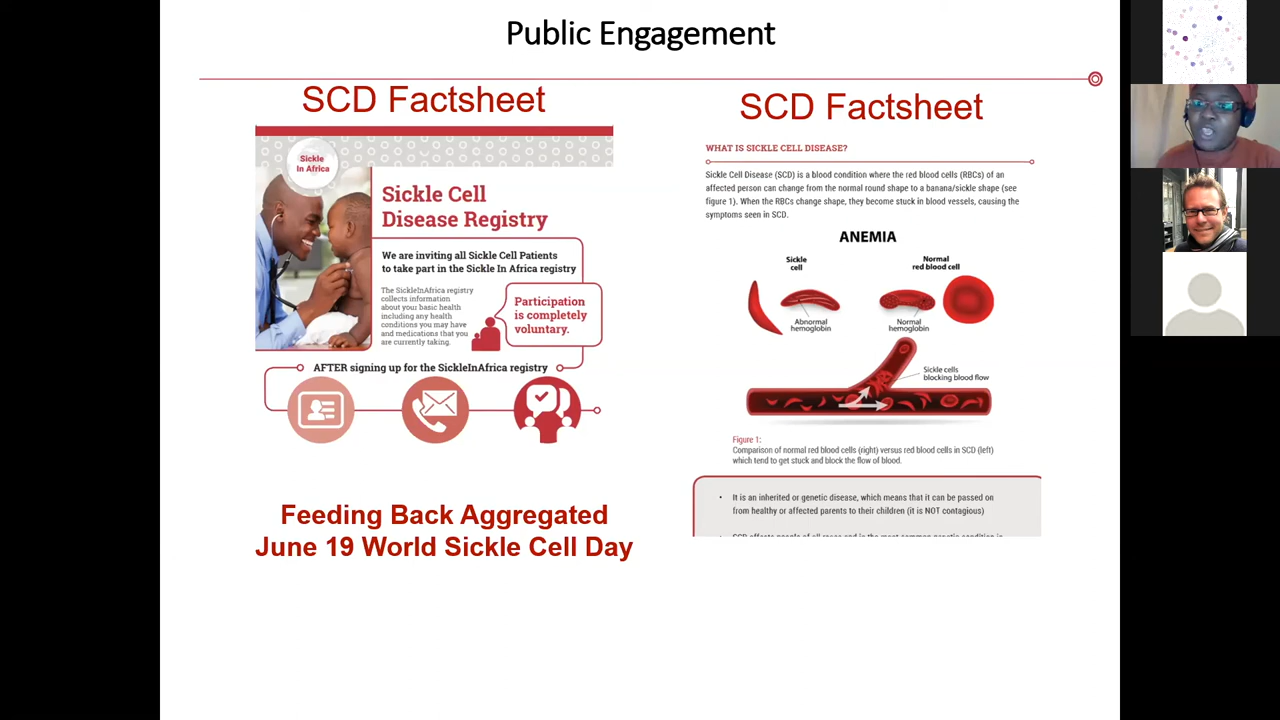 Public Engagement
SCD Factsheet
Sickle
In Africa
Sickle Cell
Disease Registry
We are inviting all Sickle Cell Patients
to take part in the Sickle In Africa registry
The SickleInAfrica registry
collects information
about your basic health
including any health
conditions you may have
and medications that you
are currently taking.
Participation
is completely
voluntary.
AFTER signing up for the SickleInAfrica registry
Feeding Back Aggregated
June 19 World Sickle Cell Day
SCD Factsheet
WHAT IS SICKLE CELL DISEASE?
Sickle Cell Disease (SCD) is a blood condition where the red blood cells (RBCs) of an
affected person can change from the normal round shape to a banana/sickle shape (see
figure 1). When the RBCs change shape, they become stuck in blood vessels, causing the
symptoms seen in SCD.
ANEMIA
Sickle
cell
Normal
red blood cell
Abnormal
hemoglobin
Normal
hemoglobin
Sickle cells
blocking blood flow
Figure 1:
Comparison of normal red blood cells (right) versus red blood cells in SCD (left)
which tend to get stuck and block the flow of blood.
• It is an inherited or genetic disease, which means that it can be passed on
from healthy or affected parents to their children (it is NOT contagious)